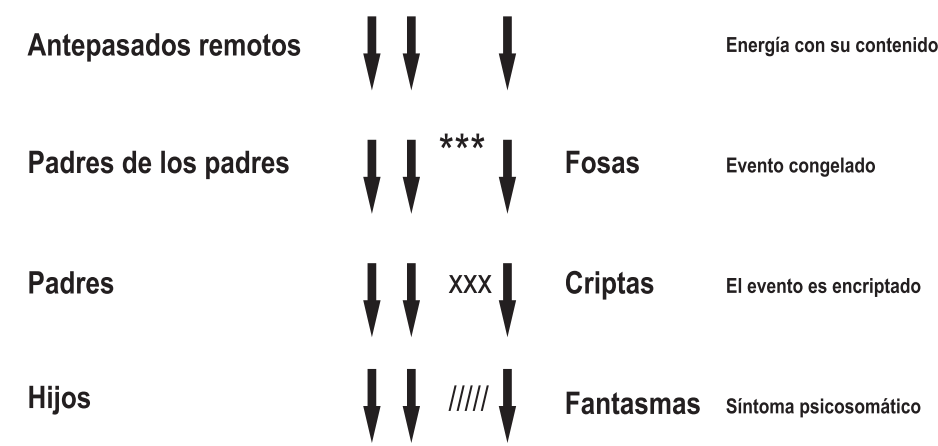 Antepasados remotos Energía con su contenido
Padres de los padres *** Fosas Evento congelado
Padres xxx Criptas El evento es encriptado
Hijos ///// Fantasmas Síntoma psicosomático